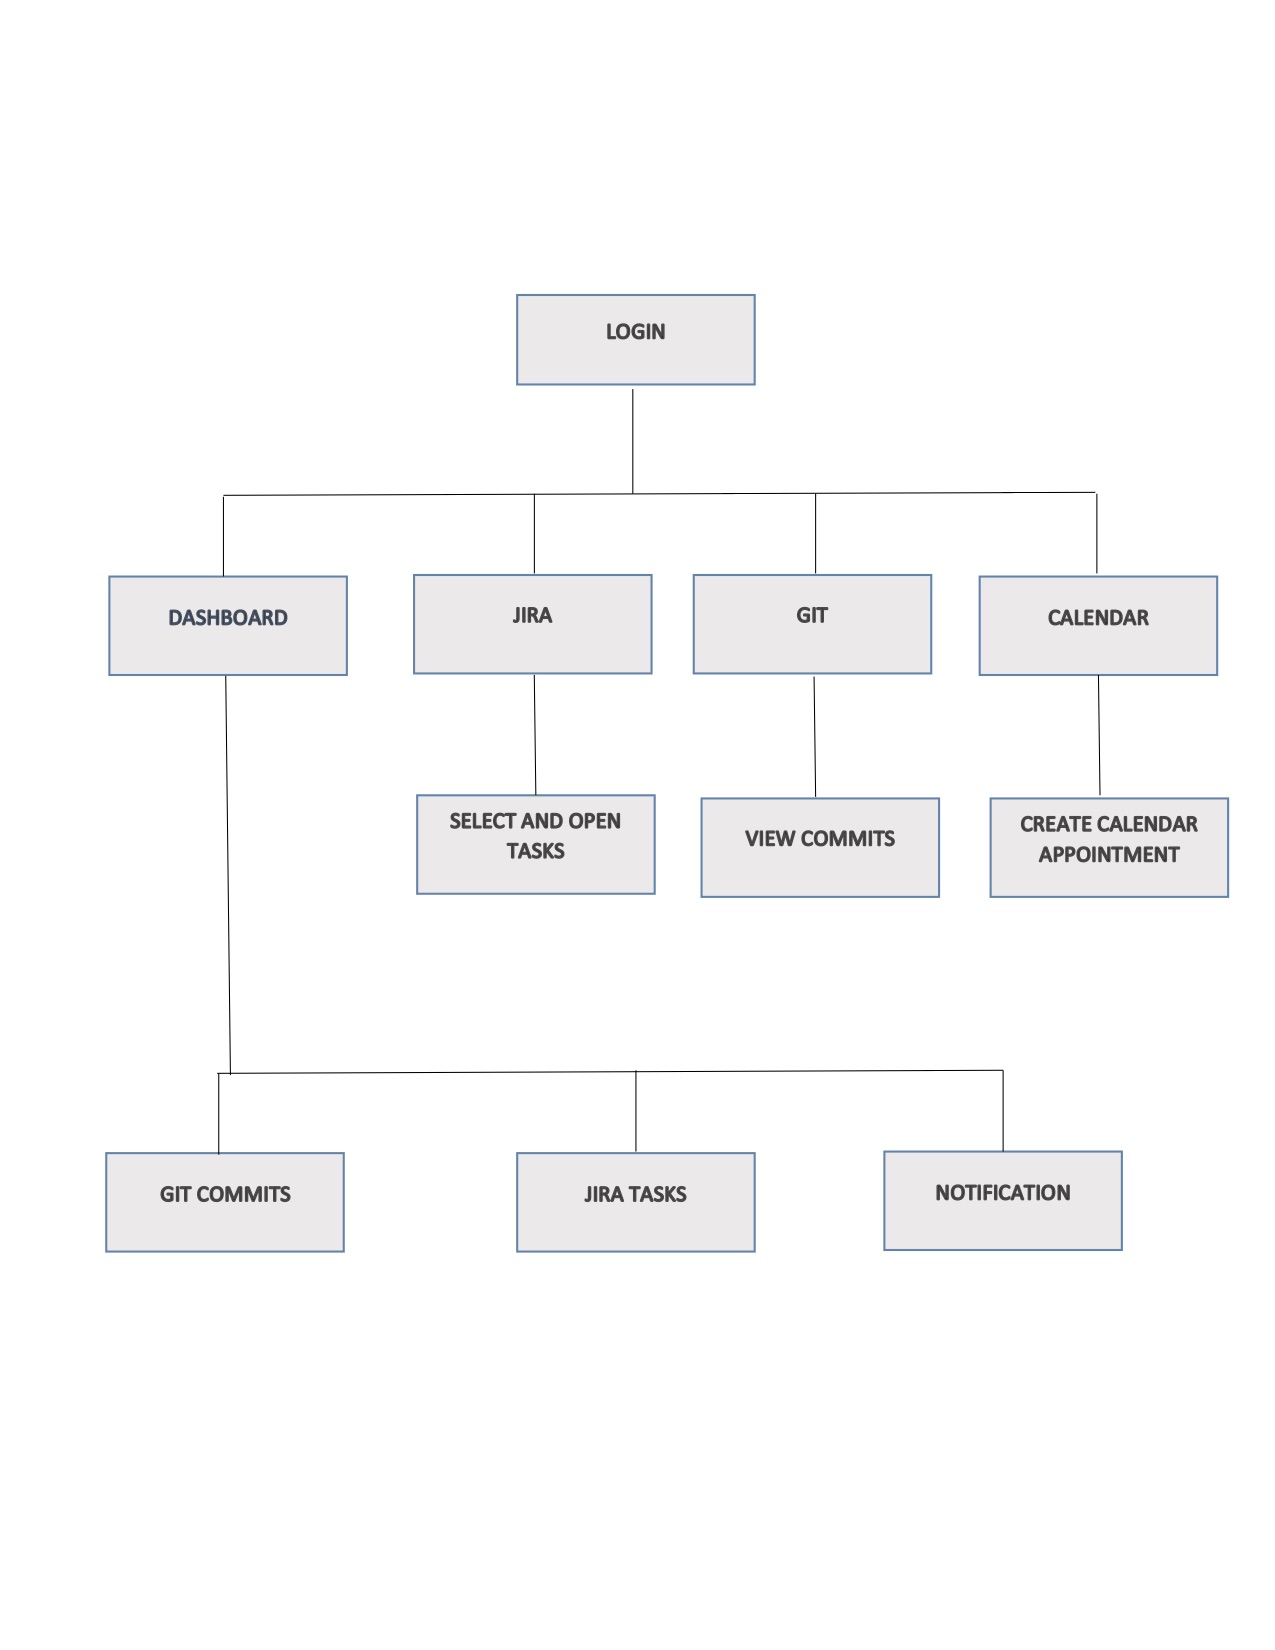 LOGIN
DASHBOARD
JIRA
GIT
CALENDAR
SELECT AND OPEN
TASKS
VIEW COMMITS
CREATE CALENDAR
APPOINTMENT
GIT COMMITS
JIRA TASKS
NOTIFICATION